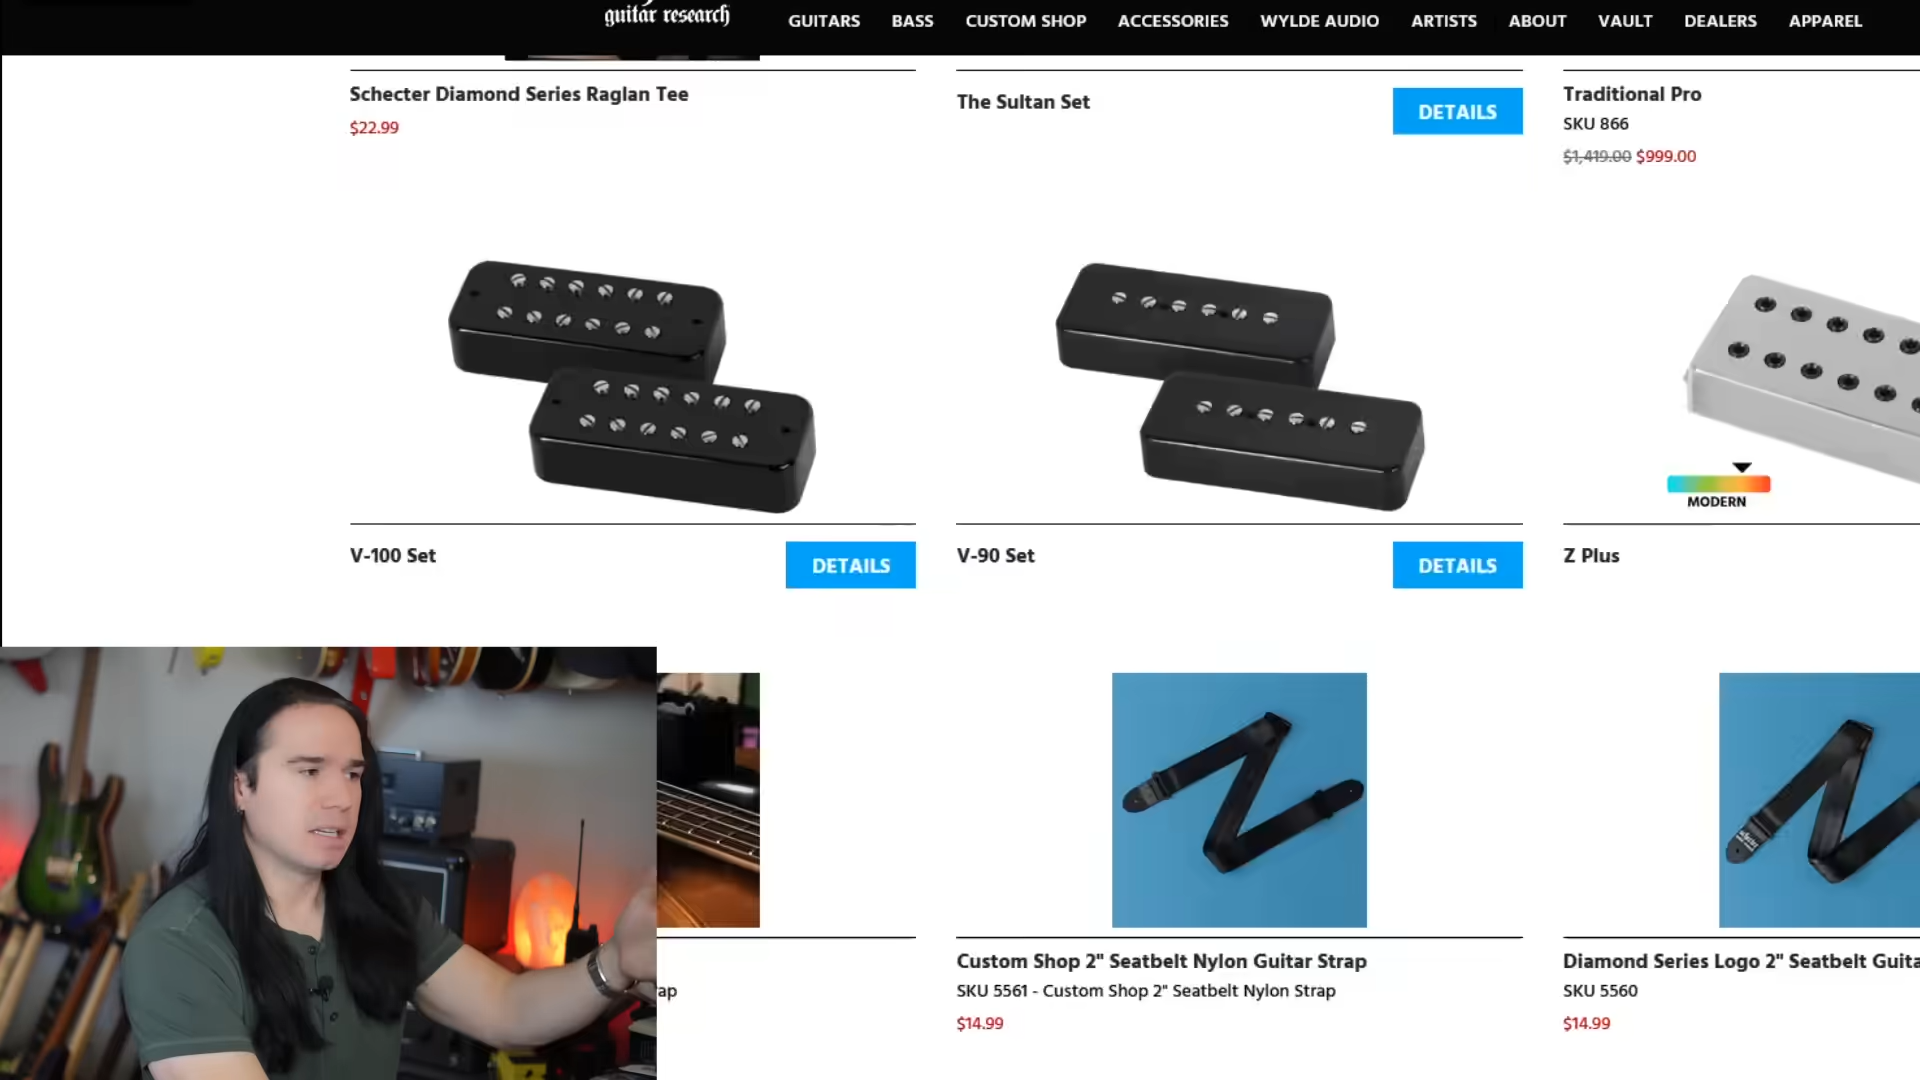 guitar research
GUITARS BASS CUSTOM SHOP ACCESSORIES WYLDE AUDIO ARTISTS ABOUT VAULT DEALERS APPAREL
Schecter Diamond Series Raglan Tee
$22.99
The Sultan Set
DETAILS
Traditional Pro
SKU 866
$1,419.00 $999.00
MODERN
V-100 Set
DETAILS
V-90 Set
DETAILS
Z Plus
Custom Shop 2" Seatbelt Nylon Guitar Strap
SKU 5561 - Custom Shop 2" Seatbelt Nylon Strap
$14.99
Diamond Series Logo 2" Seatbelt Guita
SKU 5560
$14.99